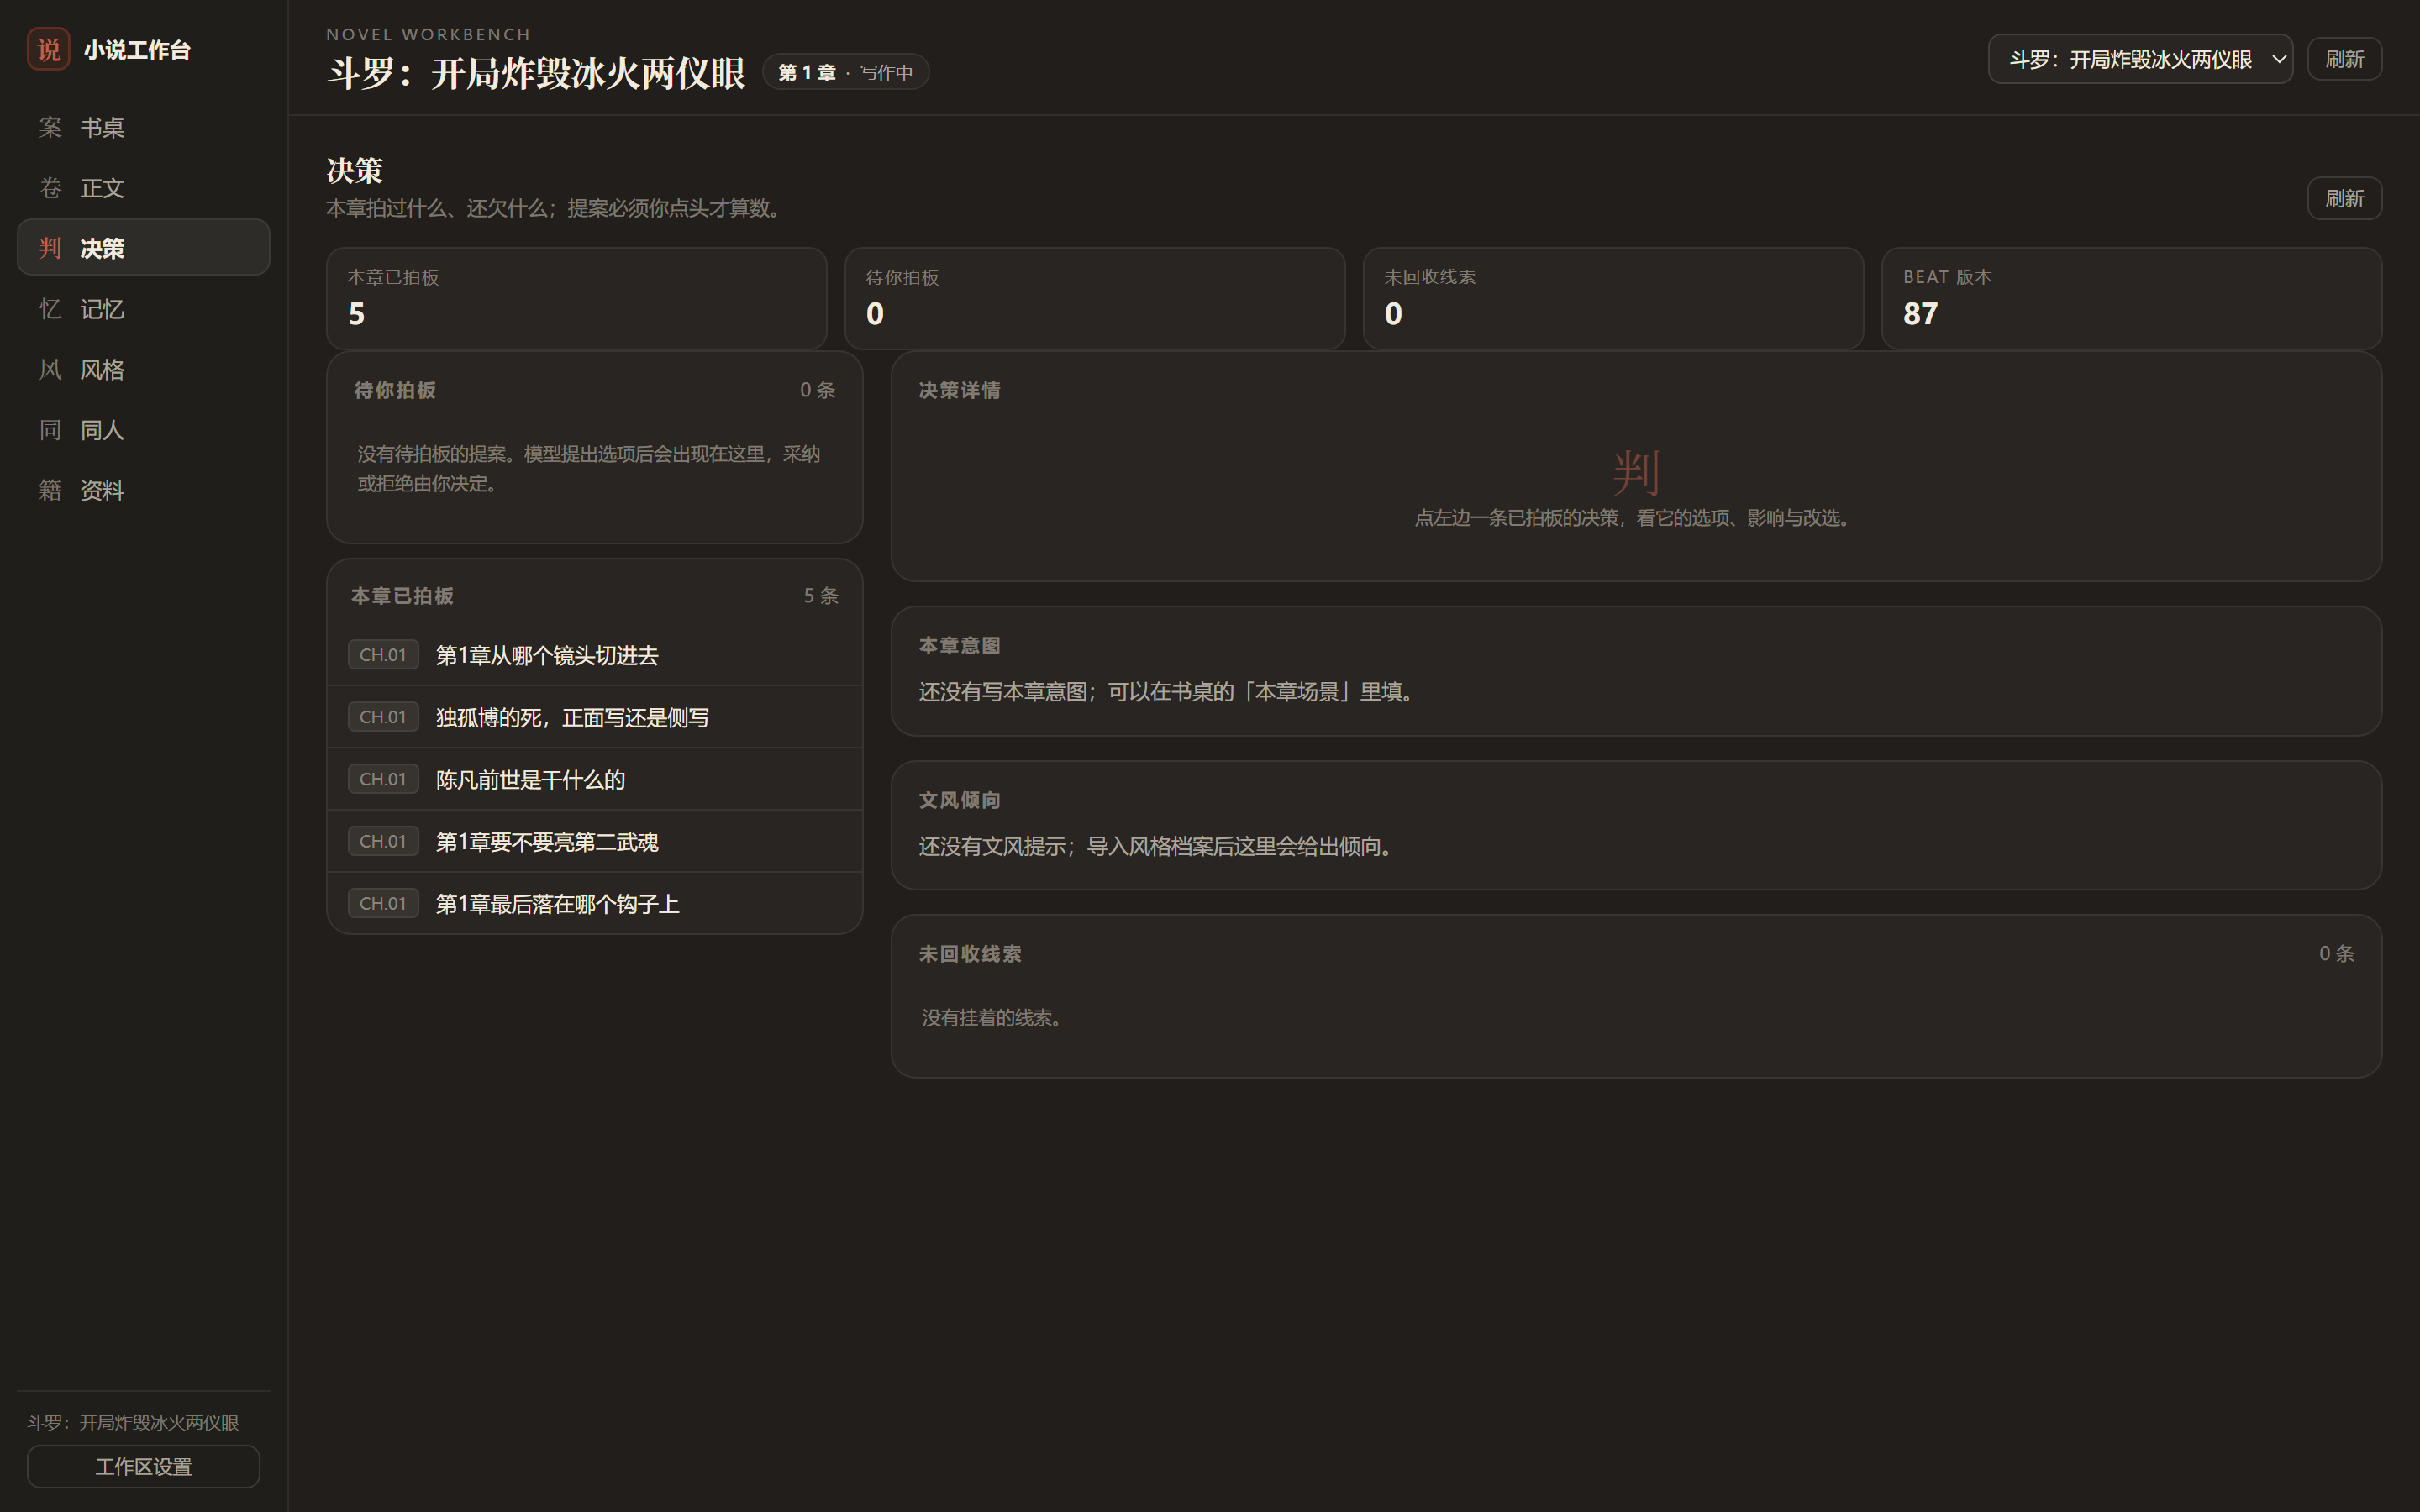 说 小说工作台
案 书桌
卷 正文
判 决策
忆 记忆
风 风格
同 同人
籍 资料
斗罗：开局炸毁冰火两仪眼
工作区设置
NOVEL WORKBENCH
斗罗：开局炸毁冰火两仪眼 第 1 章 · 写作中
斗罗：开局炸毁冰火两仪眼 刷新
决策
本章拍过什么、还欠什么；提案必须你点头才算数。
刷新
本章已拍板
5
待你拍板
0
未回收线索
0
BEAT 版本
87
待你拍板 0 条
没有待拍板的提案。模型提出选项后会出现在这里，采纳
或拒绝由你决定。
本章已拍板 5 条
CH.01 第1章从哪个镜头切进去
CH.01 独孤博的死，正面写还是侧写
CH.01 陈凡前世是干什么的
CH.01 第1章要不要亮第二武魂
CH.01 第1章最后落在哪个钩子上
决策详情
判
点左边一条已拍板的决策，看它的选项、影响与改选。
本章意图
还没有写本章意图；可以在书桌的「本章场景」里填。
文风倾向
还没有文风提示；导入风格档案后这里会给出倾向。
未回收线索 0 条
没有挂着的线索。